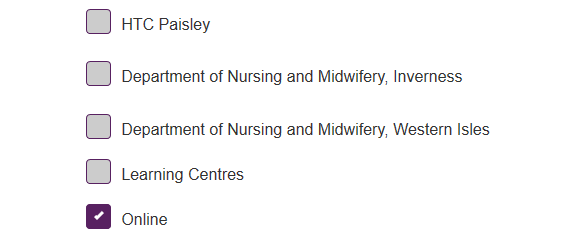 HTC Paisley
Department of Nursing and Midwifery, Inverness
Department of Nursing and Midwifery, Western Isles
Learning Centres
Online